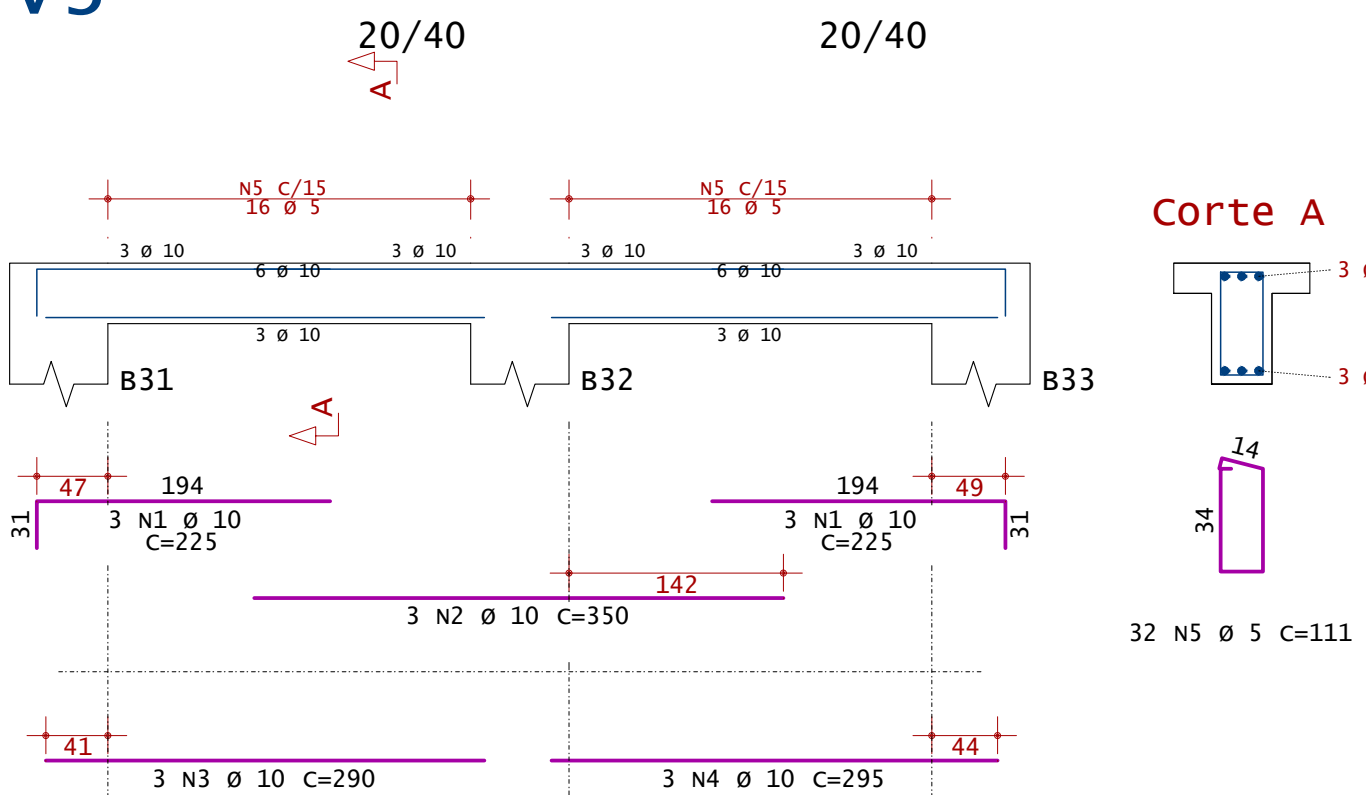 20/40 20/40
A
N5 C/15 N5 C/15
16 Ø 5 16 Ø 5
Corte A
3 Ø 10 3 Ø 10 3 Ø 10 3 Ø 10
6 Ø 10 6 Ø 10
3 Ø
3 Ø 10 3 Ø 10
B31 B32 B33
3 Ø
A
14
47 194 194 49
31 3 N1 Ø 10 3 N1 Ø 10 31
34
C=225 C=225
142
3 N2 Ø 10 C=350
32 N5 Ø 5 C=111
41 44
3 N3 Ø 10 C=290 3 N4 Ø 10 C=295